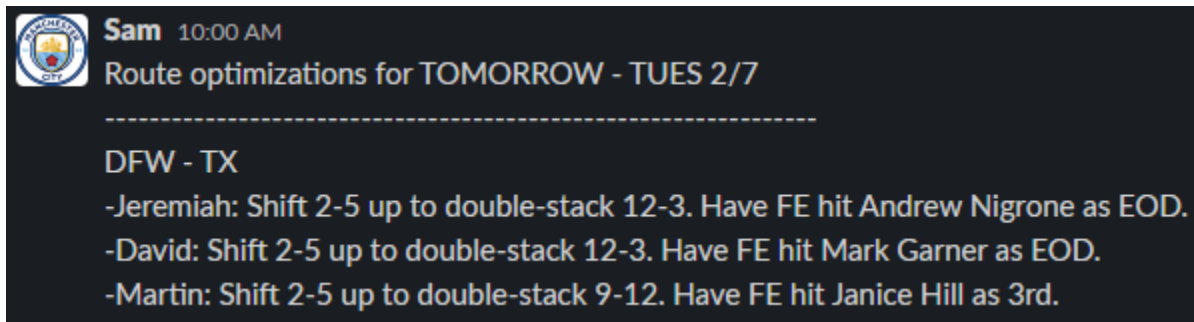 MANCHESTER
CITY
Sam 10:00 AM
Route optimizations for TOMORROW - TUES 2/7
-----------------------------------------------------------------
DFW - TX
-Jeremiah: Shift 2-5 up to double-stack 12-3. Have FE hit Andrew Nigrone as EOD.
-David: Shift 2-5 up to double-stack 12-3. Have FE hit Mark Garner as EOD.
-Martin: Shift 2-5 up to double-stack 9-12. Have FE hit Janice Hill as 3rd.